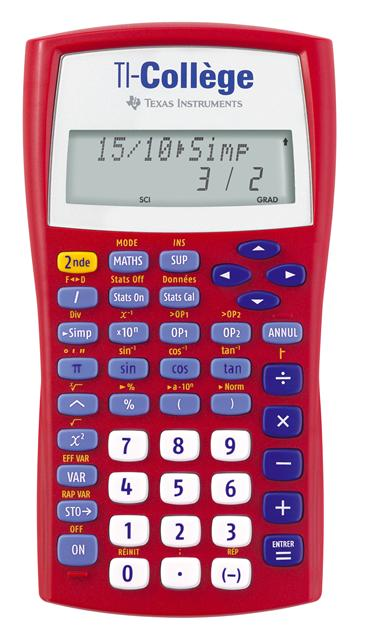 TI-Collège
TEXAS INSTRUMENTS
15/10▸Simp
3 / 2
SCI GRAD
MODE INS
2nde MATHS SUP
F◄►D Stats Off Données
/ Stats On Stats Cal
Div x⁻¹ >OP1 >OP2
►Simp ×10ⁿ OP1 OP2 ANNUL
sin⁻¹ cos⁻¹ tan⁻¹
π sin cos tan ÷
►% ►a·10ⁿ ►Norm
^ % ( ) ×
√
x² 7 8 9
EFF VAR
VAR 4 5 6 −
RAP VAR
STO→ 1 2 3 +
OFF
ON 0 . (−) ENTRER =
RÉINIT ; RÉP